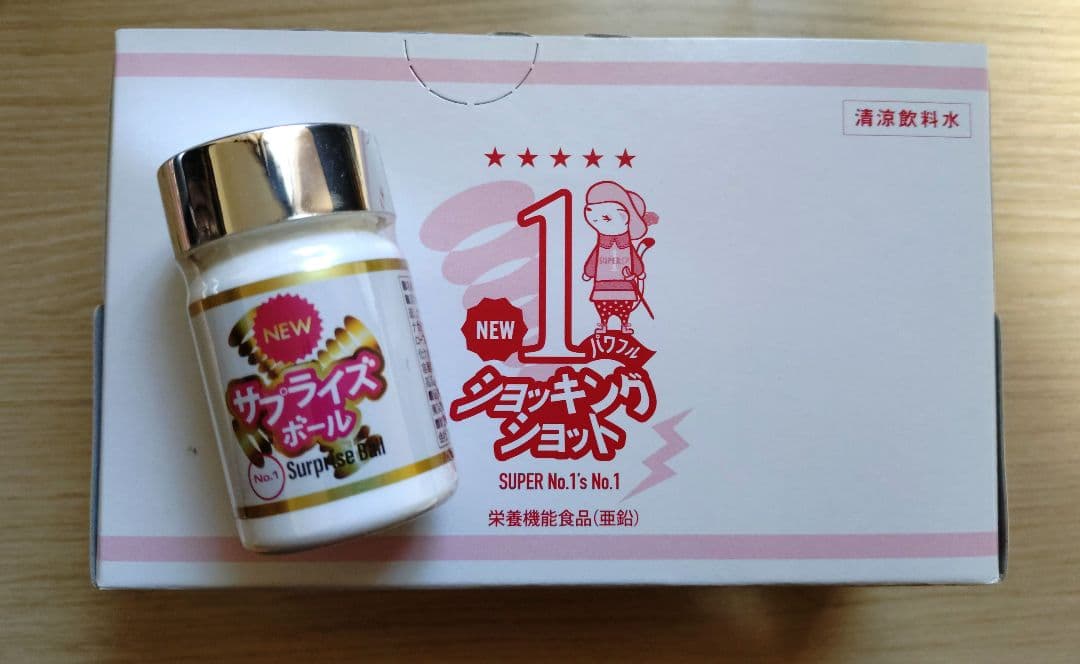 清涼飲料水
★★★★★
1
SUPER
NEW
パワフル
ショッキング
ショット
SUPER No.1's No.1
栄養機能食品(亜鉛)
NEW
サプライズ
ボール
No.1 Surprise Ball